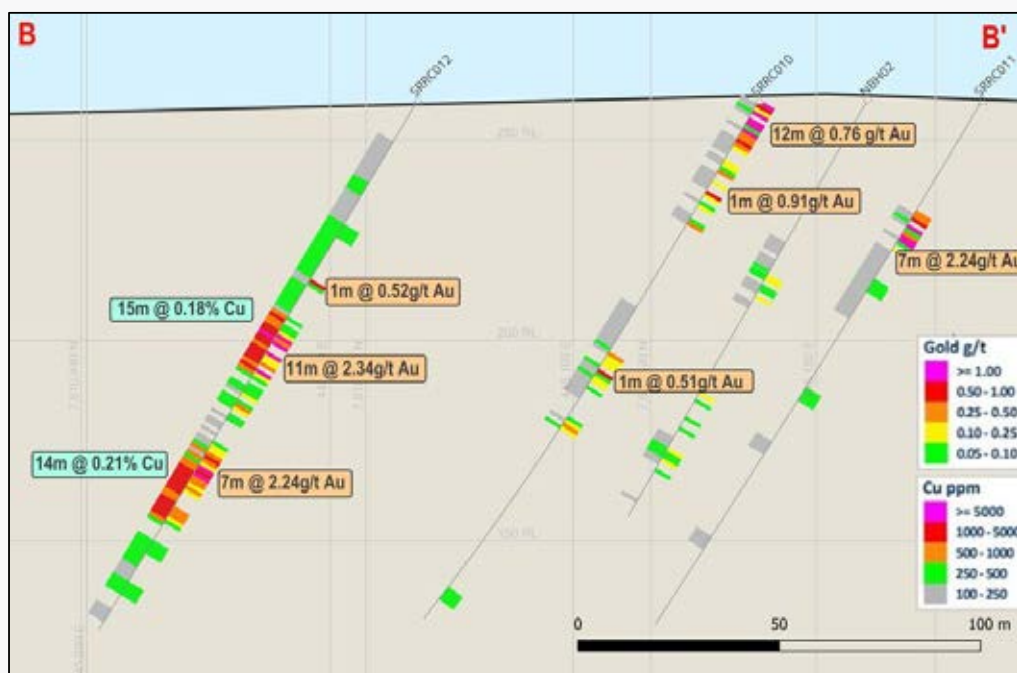 B
B'
SRRC012
SRRC010
NBH02
SRRC011
250 RL
12m @ 0.76 g/t Au
1m @ 0.91g/t Au
7m @ 2.24g/t Au
1m @ 0.52g/t Au
15m @ 0.18% Cu
200 RL
11m @ 2.34g/t Au
1m @ 0.51g/t Au
14m @ 0.21% Cu
7m @ 2.24g/t Au
150 RL
Gold g/t
>= 1.00
0.50 - 1.00
0.25 - 0.50
0.10 - 0.25
0.05 - 0.10
Cu ppm
>= 5000
1000 - 5000
500 - 1000
250 - 500
100 - 250
0
50
100 m